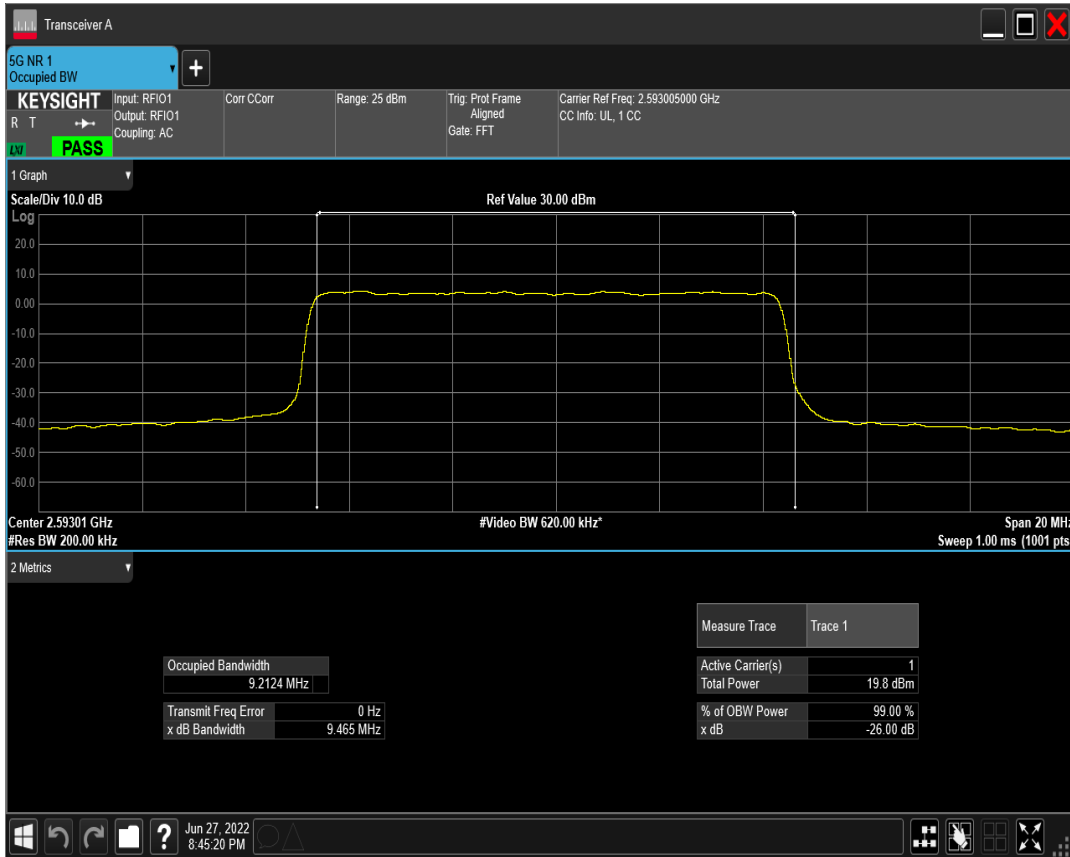 Transceiver A
5G NR 1
Occupied BW
KEYSIGHT
R T
LXI
PASS
Input: RFIO1
Output: RFIO1
Coupling: AC
Corr CCorr
Range: 25 dBm
Trig: Prot Frame
Aligned
Gate: FFT
Carrier Ref Freq: 2.593005000 GHz
CC Info: UL, 1 CC
1 Graph
Scale/Div 10.0 dB
Ref Value 30.00 dBm
Log
20.0
10.0
0.00
-10.0
-20.0
-30.0
-40.0
-50.0
-60.0
Center 2.59301 GHz
#Video BW 620.00 kHz*
Span 20 MHz
#Res BW 200.00 kHz
Sweep 1.00 ms (1001 pts
2 Metrics
Measure Trace Trace 1
Occupied Bandwidth
9.2124 MHz
Active Carrier(s) 1
Total Power 19.8 dBm
Transmit Freq Error 0 Hz
x dB Bandwidth 9.465 MHz
% of OBW Power 99.00 %
x dB -26.00 dB
?
Jun 27, 2022
8:45:20 PM